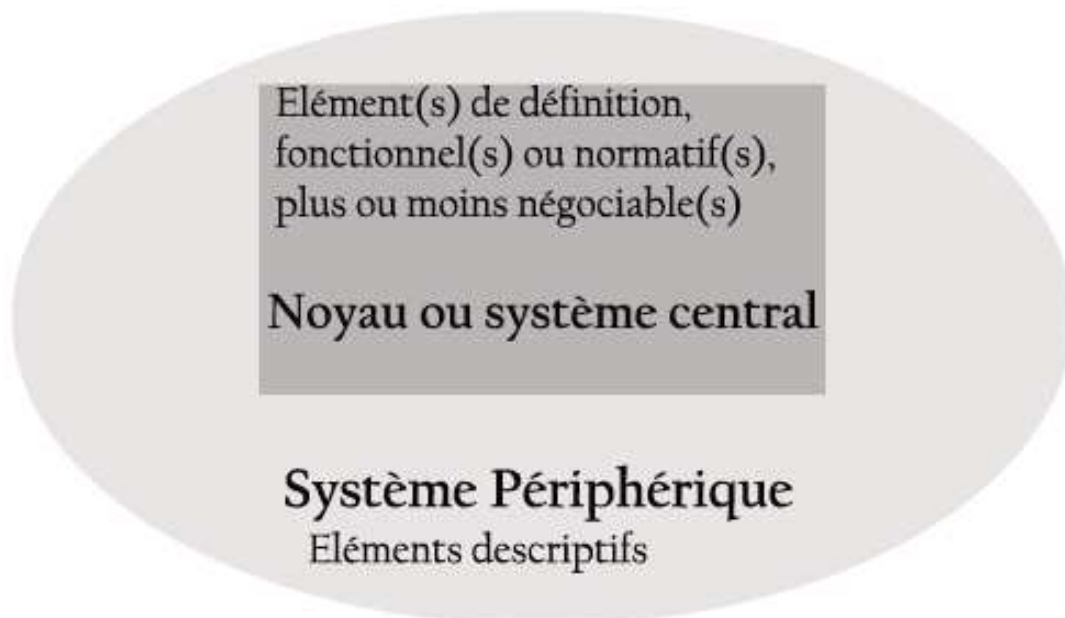 Elément(s) de définition,
fonctionnel(s) ou normatif(s),
plus ou moins négociable(s)
Noyau ou système central
Système Périphérique
Eléments descriptifs